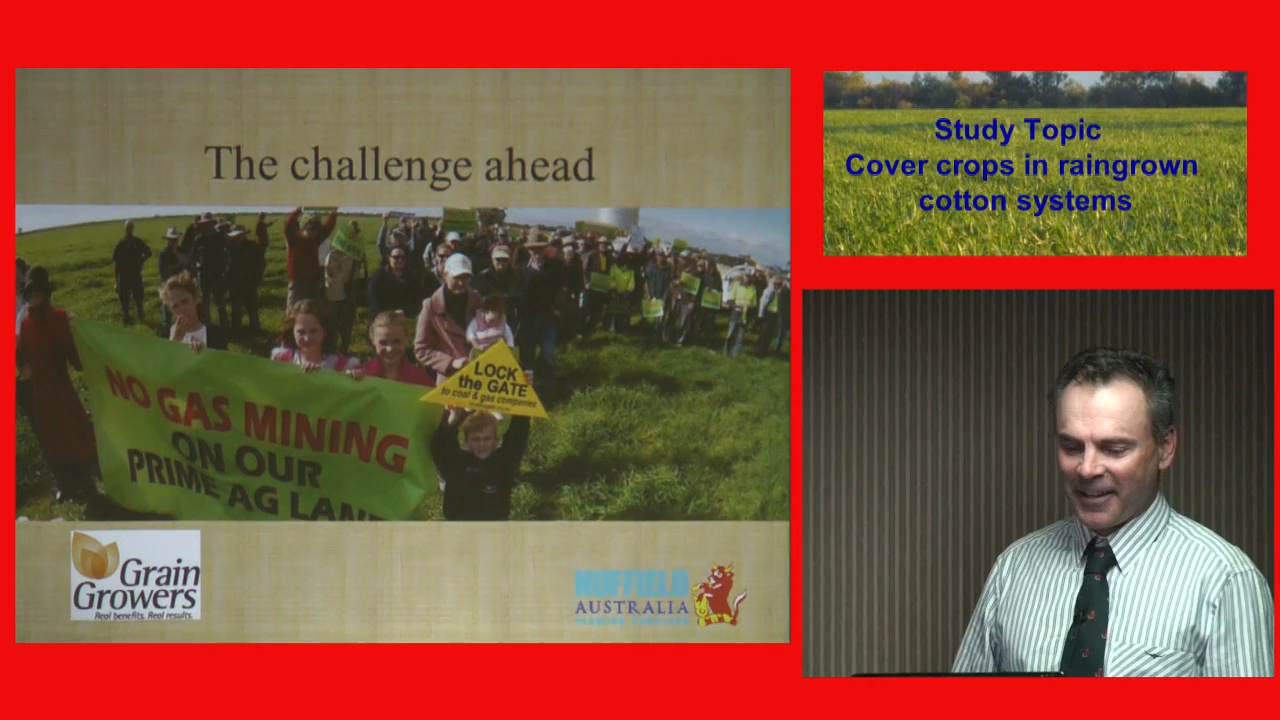 The challenge ahead
NO GAS MINING
ON OUR
PRIME AG LAND
LOCK
the GATE
to coal & gas companies
Grain
Growers
Real benefits. Real results.
NUFFIELD
AUSTRALIA
Study Topic
Cover crops in raingrown
cotton systems